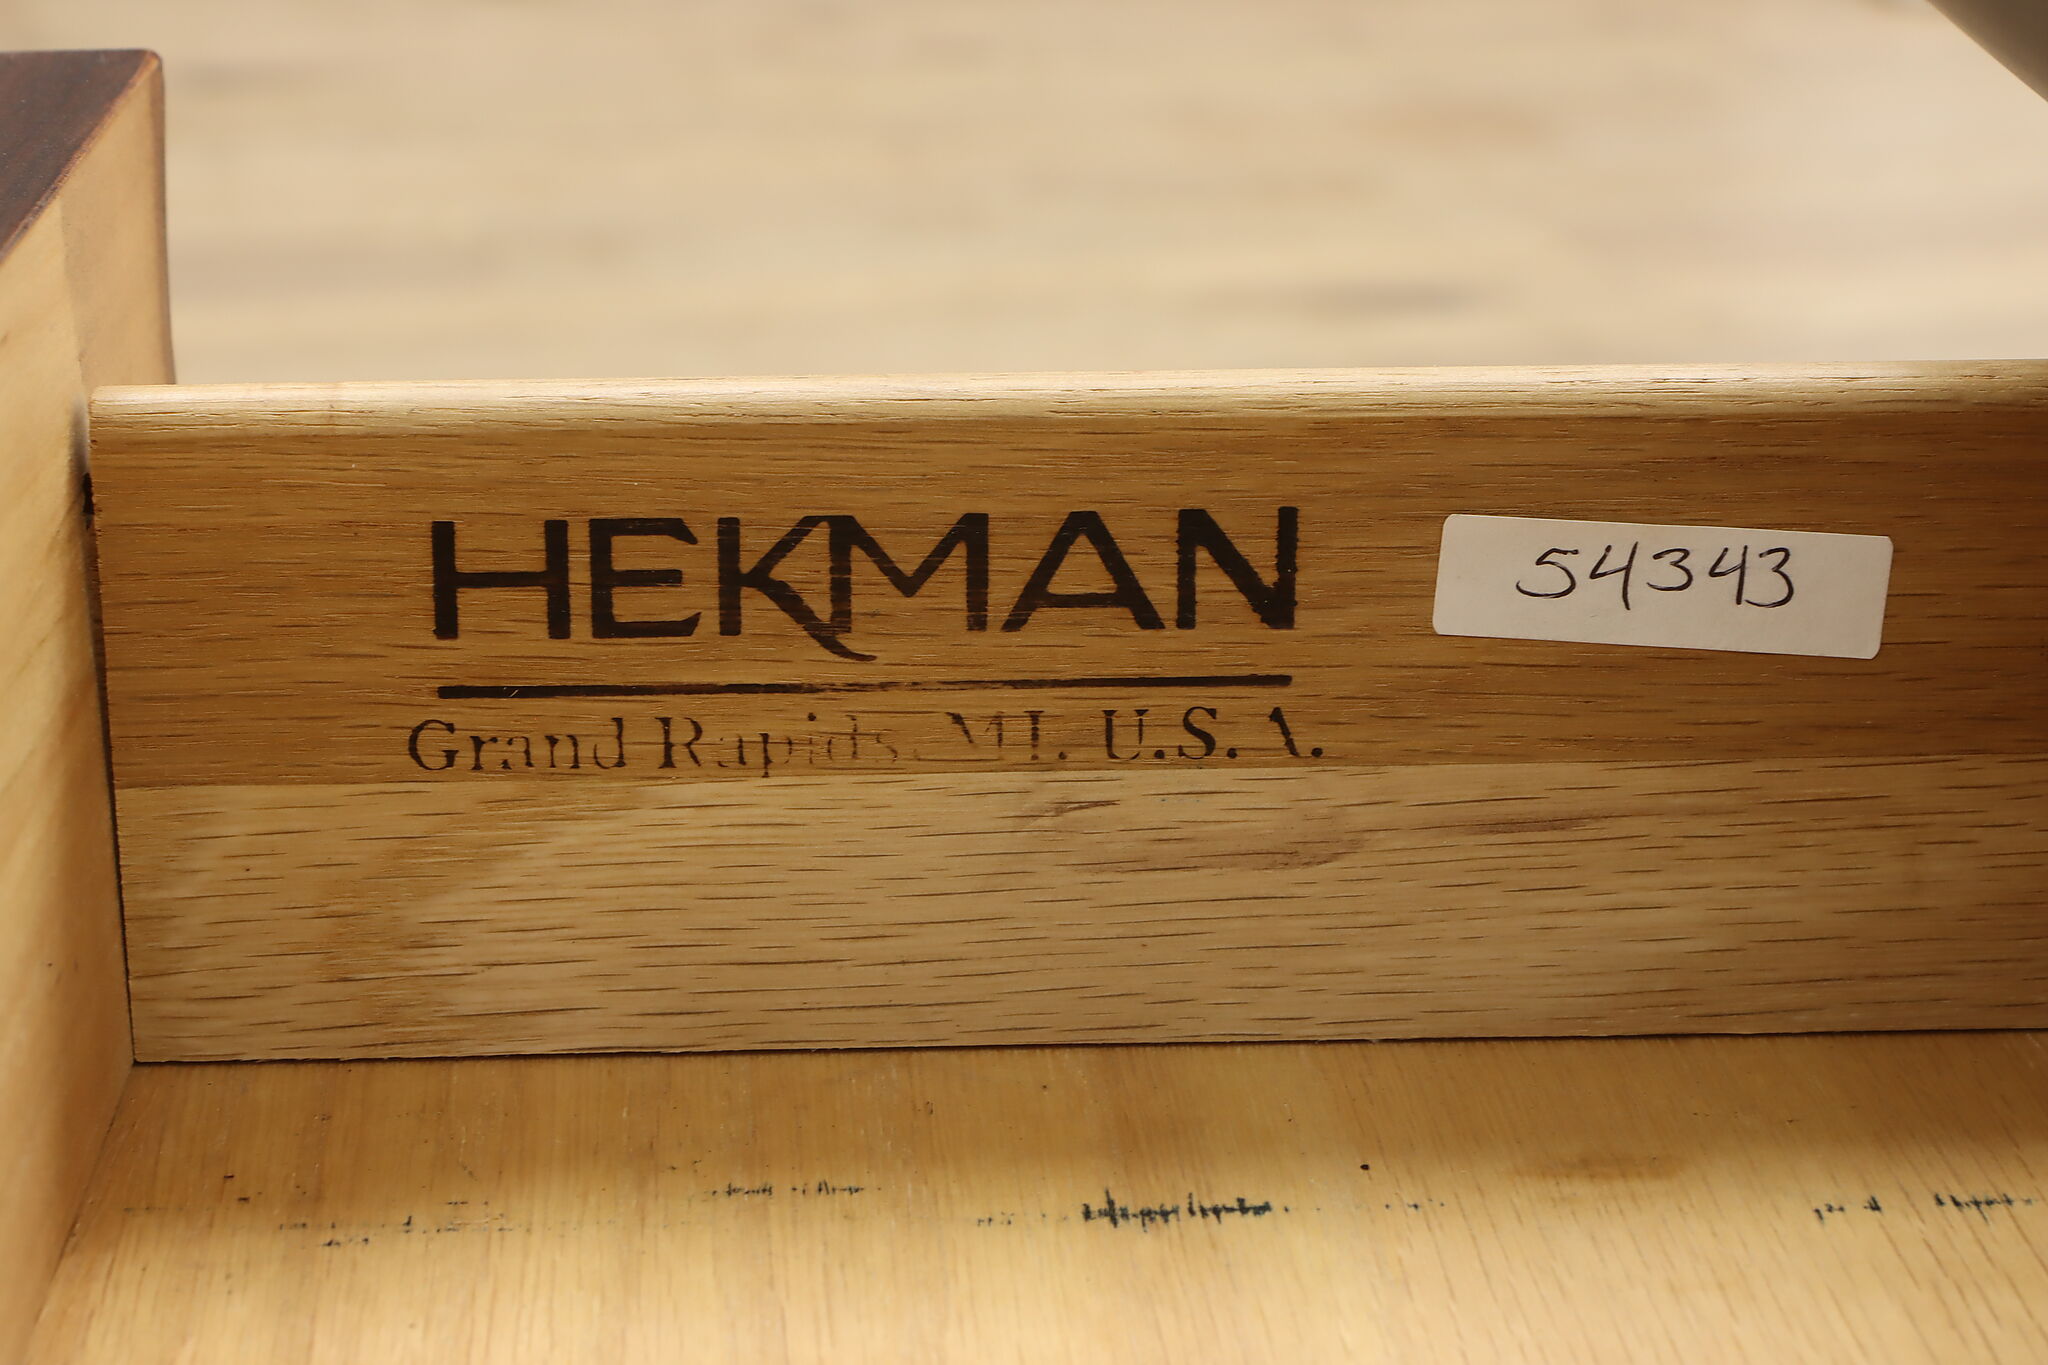 HEKMAN
54343
Grand Rapids, MI. U.S.A.